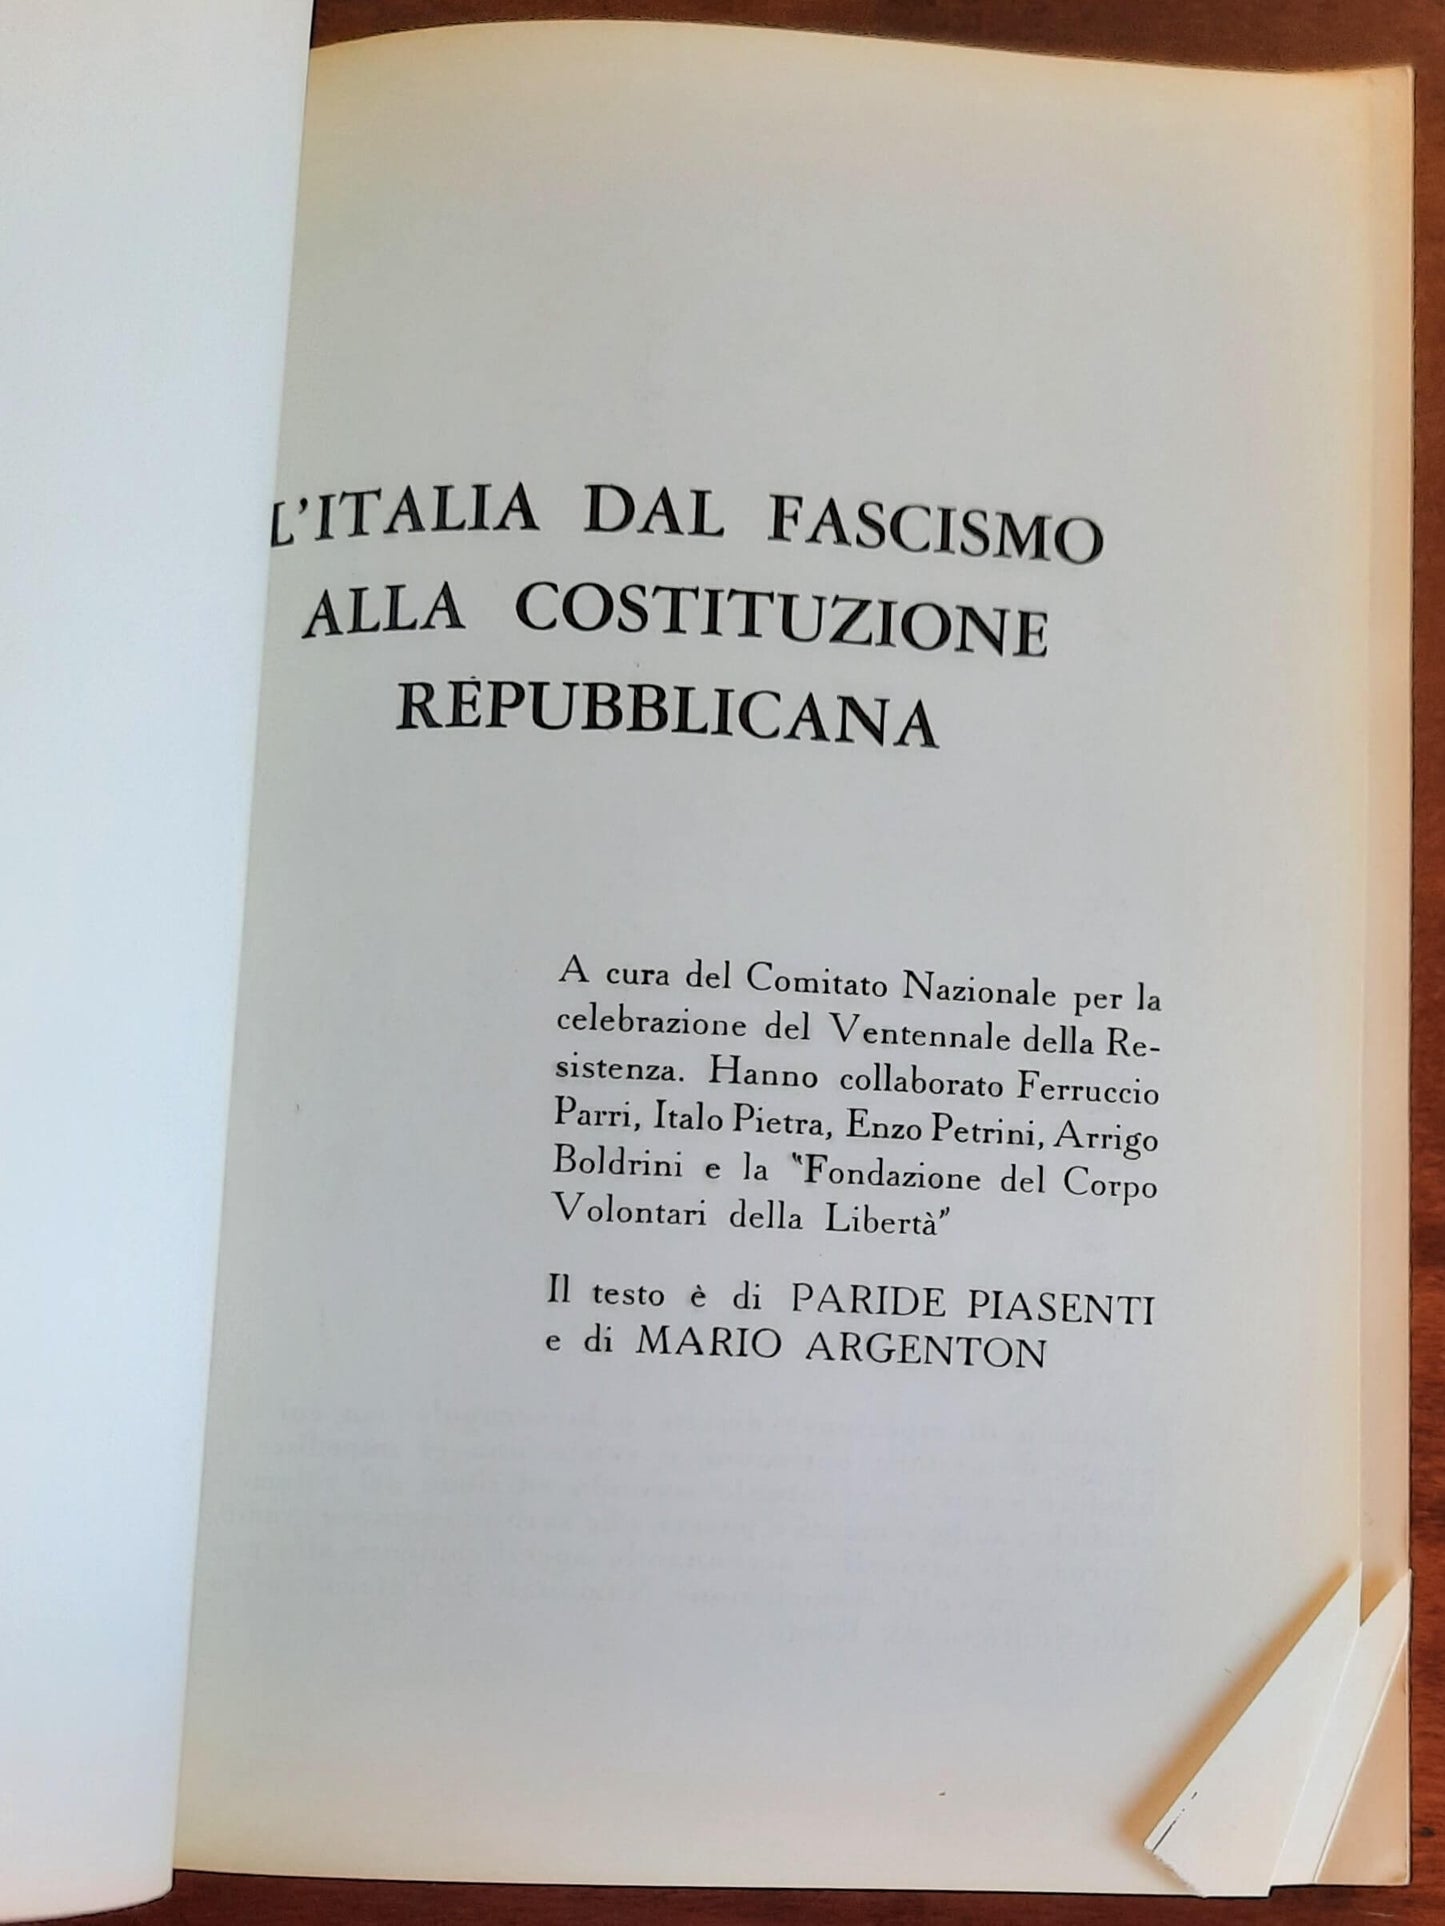 L'ITALIA DAL FASCISMO
ALLA COSTITUZIONE
REPUBBLICANA
A cura del Comitato Nazionale per la
celebrazione del Ventennale della Re-
sistenza. Hanno collaborato Ferruccio
Parri, Italo Pietra, Enzo Petrini, Arrigo
Boldrini e la "Fondazione del Corpo
Volontari della Libertà"
Il testo è di PARIDE PIASENTI
e di MARIO ARGENTON